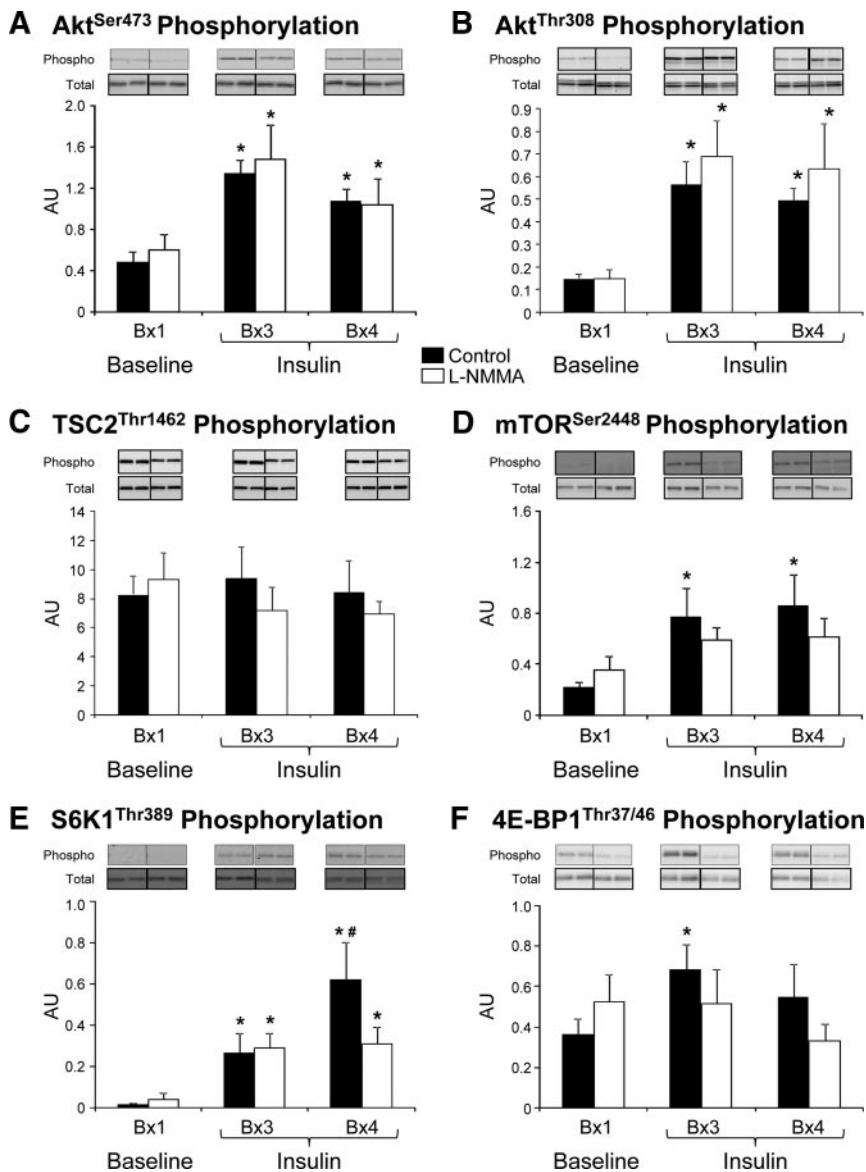 A Akt^Ser473 Phosphorylation
Phospho
Total
2.0
1.6
1.2
0.8
0.4
0
AU
* * * *
Bx1 Bx3 Bx4
Baseline Insulin
B Akt^Thr308 Phosphorylation
Phospho
Total
0.9
0.8
0.7
0.6
0.5
0.4
0.3
0.2
0.1
0
AU
* * * *
Bx1 Bx3 Bx4
Baseline Insulin
Control
L-NMMA
C TSC2^Thr1462 Phosphorylation
Phospho
Total
14
12
10
8
6
4
2
0
AU
Bx1 Bx3 Bx4
Baseline Insulin
D mTOR^Ser2448 Phosphorylation
Phospho
Total
1.6
1.2
0.8
0.4
0
AU
* *
Bx1 Bx3 Bx4
Baseline Insulin
E S6K1^Thr389 Phosphorylation
Phospho
Total
1.0
0.8
0.6
0.4
0.2
0
AU
* * *# *
Bx1 Bx3 Bx4
Baseline Insulin
F 4E-BP1^Thr37/46 Phosphorylation
Phospho
Total
1.0
0.8
0.6
0.4
0.2
0
AU
*
Bx1 Bx3 Bx4
Baseline Insulin